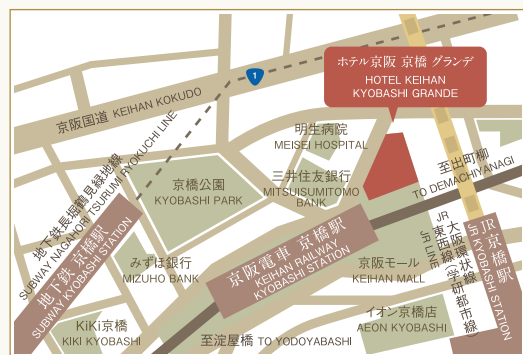 ホテル京阪 京橋 グランデ
HOTEL KEIHAN
KYOBASHI GRANDE
1
京阪国道 KEIHAN KOKUDO
明生病院
MEISEI HOSPITAL
地下鉄長堀鶴見緑地線
SUBWAY NAGAHORI TSURUMI RYOKUCHI LINE
京橋公園
KYOBASHI PARK
三井住友銀行
MITSUISUMITOMO
BANK
至出町柳
TO DEMACHIYANAGI
地下鉄 京橋駅
SUBWAY KYOBASHI STATION
みずほ銀行
MIZUHO BANK
京阪電車 京橋駅
KEIHAN RAILWAY
KYOBASHI STATION
JR
大阪環状線
東西線(学研都市線)
JR LINE
JR京橋駅
JR KYOBASHI STATION
京阪モール
KEIHAN MALL
イオン京橋店
AEON KYOBASHI
KiKi京橋
KIKI KYOBASHI
至淀屋橋 TO YODOYABASHI